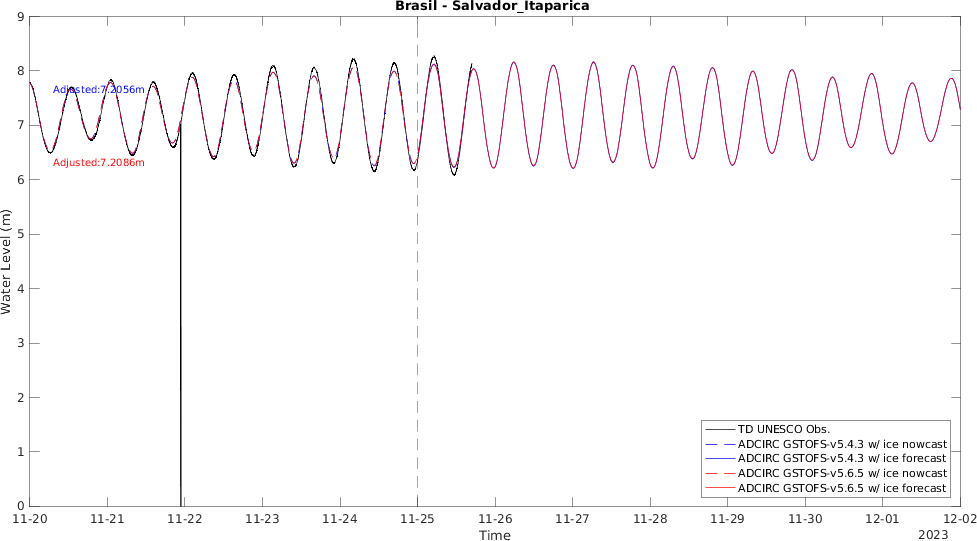 Brasil - Salvador_Itaparica
9
8
7
6
5
4
3
2
1
0
Water Level (m)
Adjusted:7.2056m
Adjusted:7.2086m
TD UNESCO Obs.
ADCIRC GSTOFS-v5.4.3 w/ ice nowcast
ADCIRC GSTOFS-v5.4.3 w/ ice forecast
ADCIRC GSTOFS-v5.6.5 w/ ice nowcast
ADCIRC GSTOFS-v5.6.5 w/ ice forecast
11-20 11-21 11-22 11-23 11-24 11-25 11-26 11-27 11-28 11-29 11-30 12-01 12-02
Time
2023